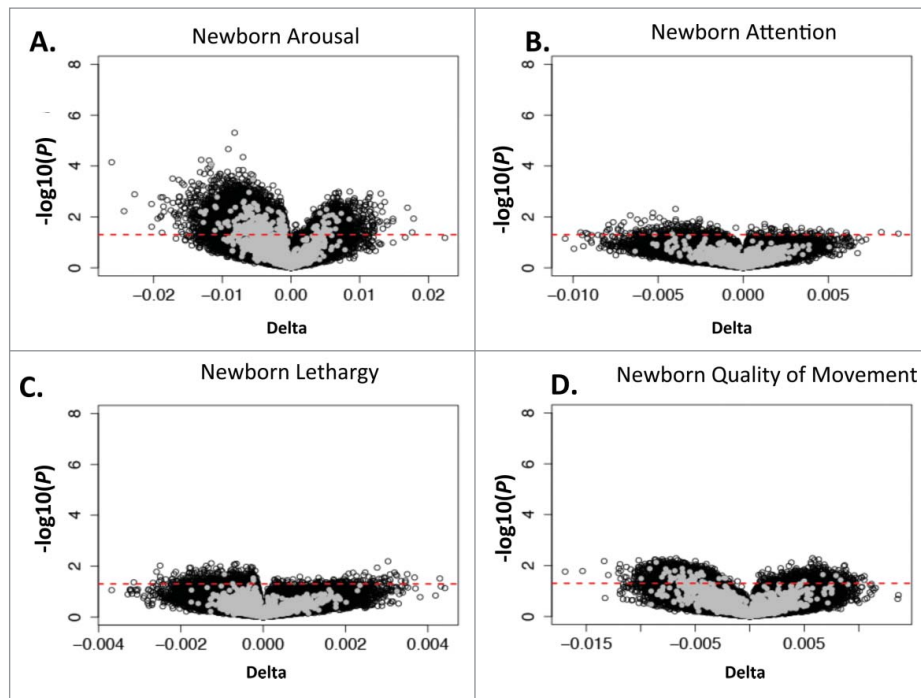 A.
Newborn Arousal
-log10(P)
8
6
4
2
0
−0.02 −0.01 0.00 0.01 0.02
Delta
B.
Newborn Attention
-log10(P)
8
6
4
2
0
−0.010 −0.005 0.000 0.005
Delta
C.
Newborn Lethargy
-log10(P)
8
6
4
2
0
−0.004 −0.002 0.000 0.002 0.004
Delta
D.
Newborn Quality of Movement
-log10(P)
8
6
4
2
0
−0.015 −0.005 0.005
Delta